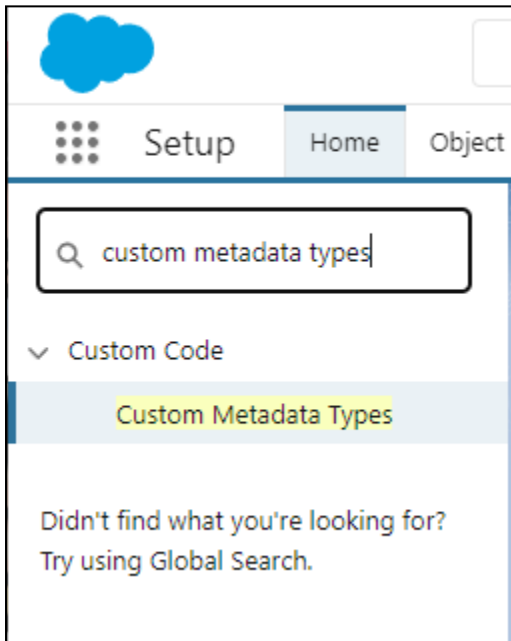 Setup
Home
Object
custom metadata types
Custom Code
Custom Metadata Types
Didn't find what you're looking for?
Try using Global Search.